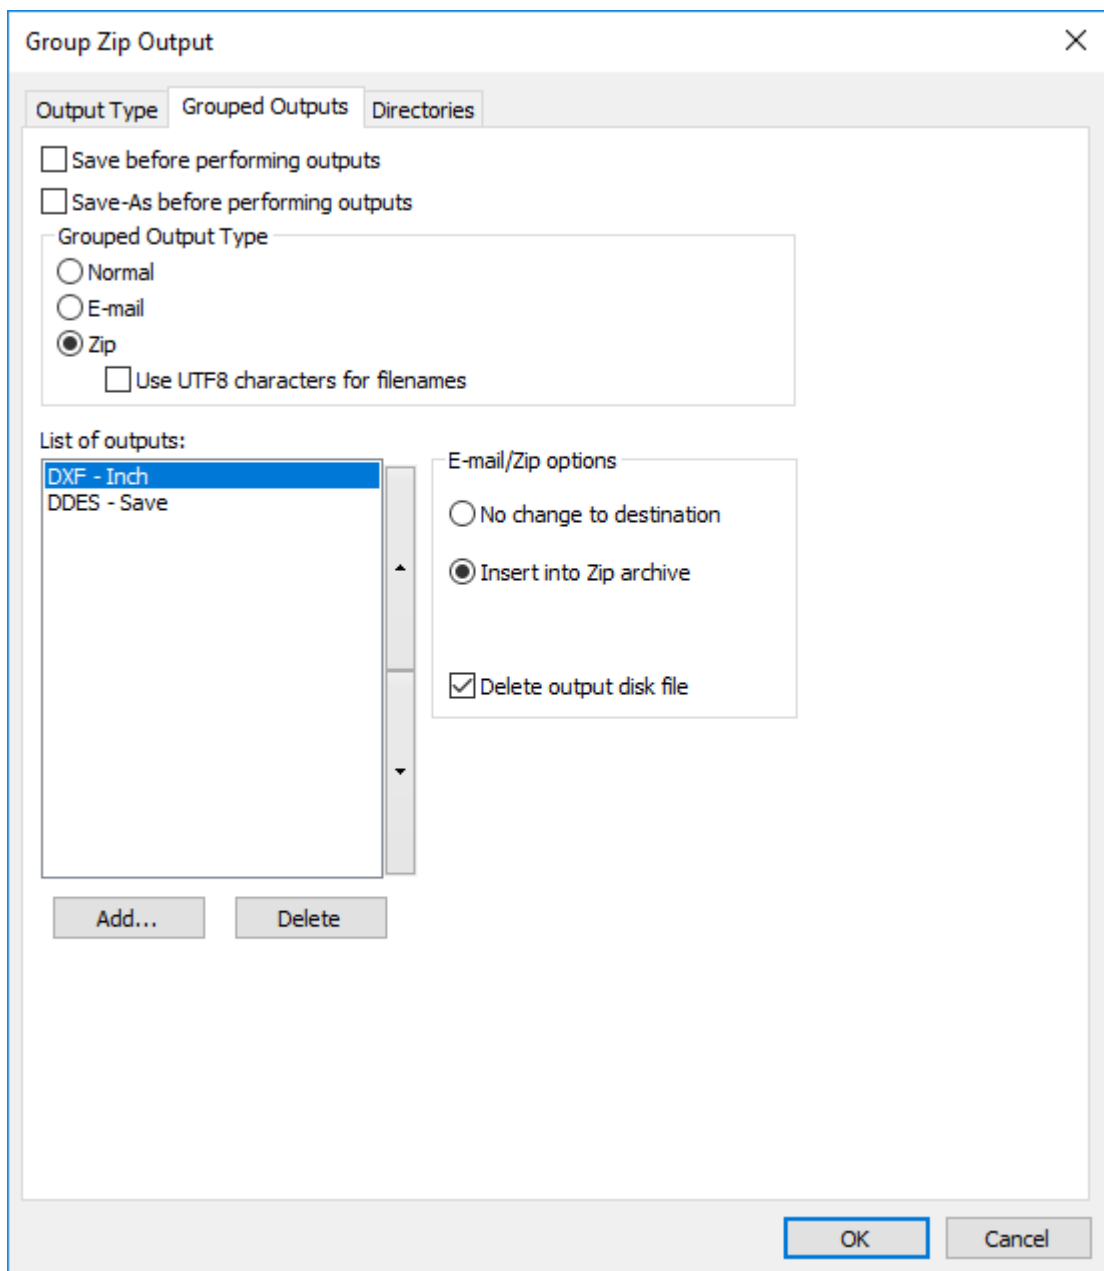 Group Zip Output
Output Type Grouped Outputs Directories
Save before performing outputs
Save-As before performing outputs
Grouped Output Type
Normal
E-mail
Zip
Use UTF8 characters for filenames
List of outputs:
DXF - Inch
DDES - Save
E-mail/Zip options
No change to destination
Insert into Zip archive
Delete output disk file
Add... Delete
OK Cancel